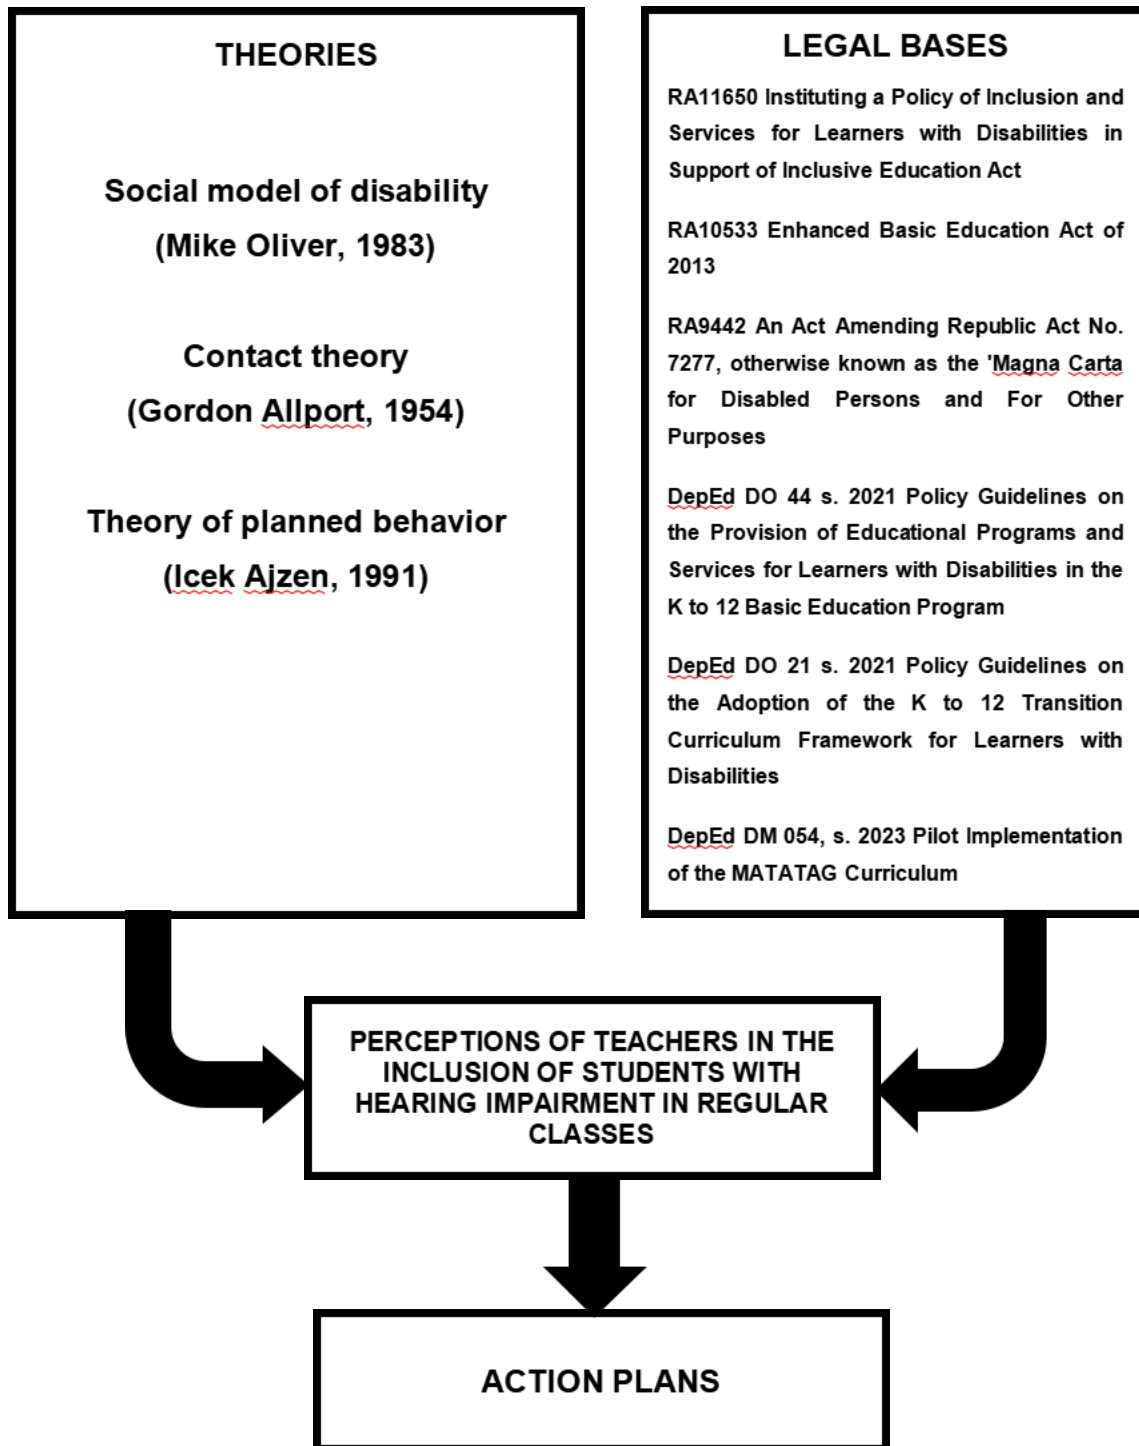 THEORIES
Social model of disability
(Mike Oliver, 1983)
Contact theory
(Gordon Allport, 1954)
Theory of planned behavior
(Icek Ajzen, 1991)
LEGAL BASES
RA11650 Instituting a Policy of Inclusion and
Services for Learners with Disabilities in
Support of Inclusive Education Act
RA10533 Enhanced Basic Education Act of
2013
RA9442 An Act Amending Republic Act No.
7277, otherwise known as the 'Magna Carta
for Disabled Persons and For Other
Purposes
DepEd DO 44 s. 2021 Policy Guidelines on
the Provision of Educational Programs and
Services for Learners with Disabilities in the
K to 12 Basic Education Program
DepEd DO 21 s. 2021 Policy Guidelines on
the Adoption of the K to 12 Transition
Curriculum Framework for Learners with
Disabilities
DepEd DM 054, s. 2023 Pilot Implementation
of the MATATAG Curriculum
PERCEPTIONS OF TEACHERS IN THE
INCLUSION OF STUDENTS WITH
HEARING IMPAIRMENT IN REGULAR
CLASSES
ACTION PLANS